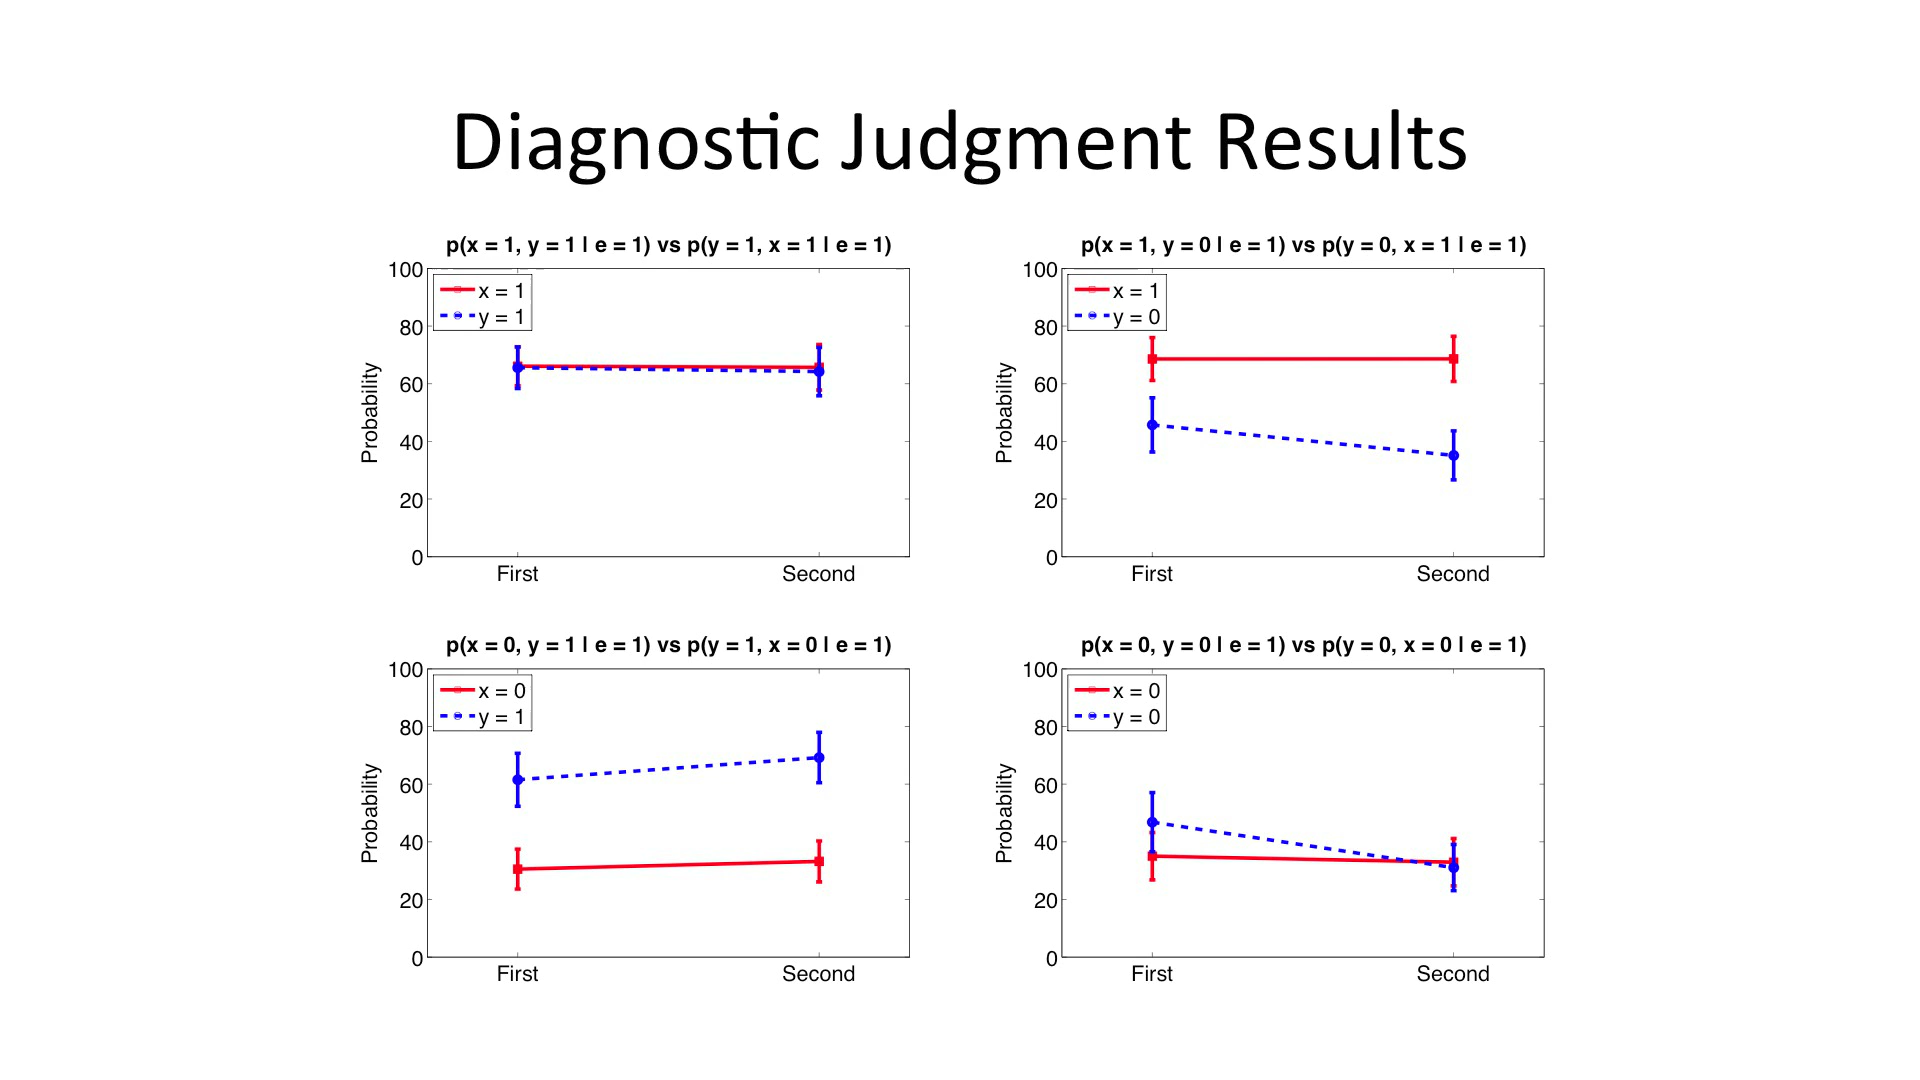 Diagnostic Judgment Results
p(x = 1, y = 1 | e = 1) vs p(y = 1, x = 1 | e = 1)
100
80
60
40
20
0
Probability
x = 1
y = 1
First
Second
p(x = 1, y = 0 | e = 1) vs p(y = 0, x = 1 | e = 1)
100
80
60
40
20
0
Probability
x = 1
y = 0
First
Second
p(x = 0, y = 1 | e = 1) vs p(y = 1, x = 0 | e = 1)
100
80
60
40
20
0
Probability
x = 0
y = 1
First
Second
p(x = 0, y = 0 | e = 1) vs p(y = 0, x = 0 | e = 1)
100
80
60
40
20
0
Probability
x = 0
y = 0
First
Second